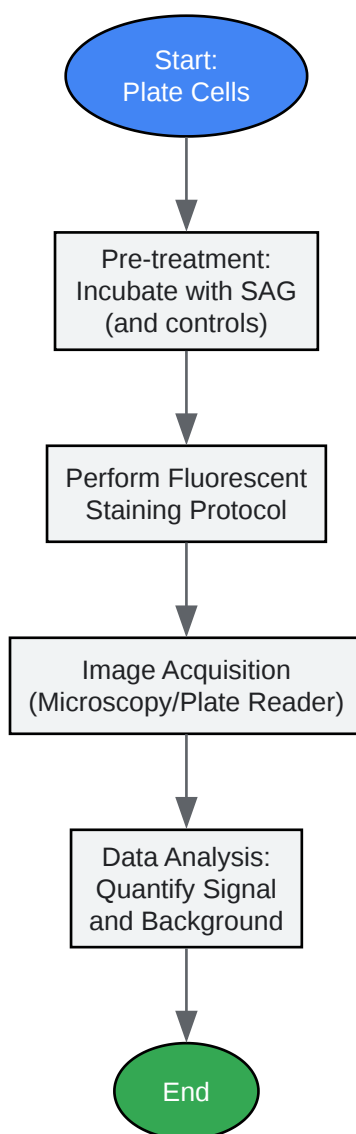 Start:
Plate Cells
Pre-treatment:
Incubate with SAG
(and controls)
Perform Fluorescent
Staining Protocol
Image Acquisition
(Microscopy/Plate Reader)
Data Analysis:
Quantify Signal
and Background
End